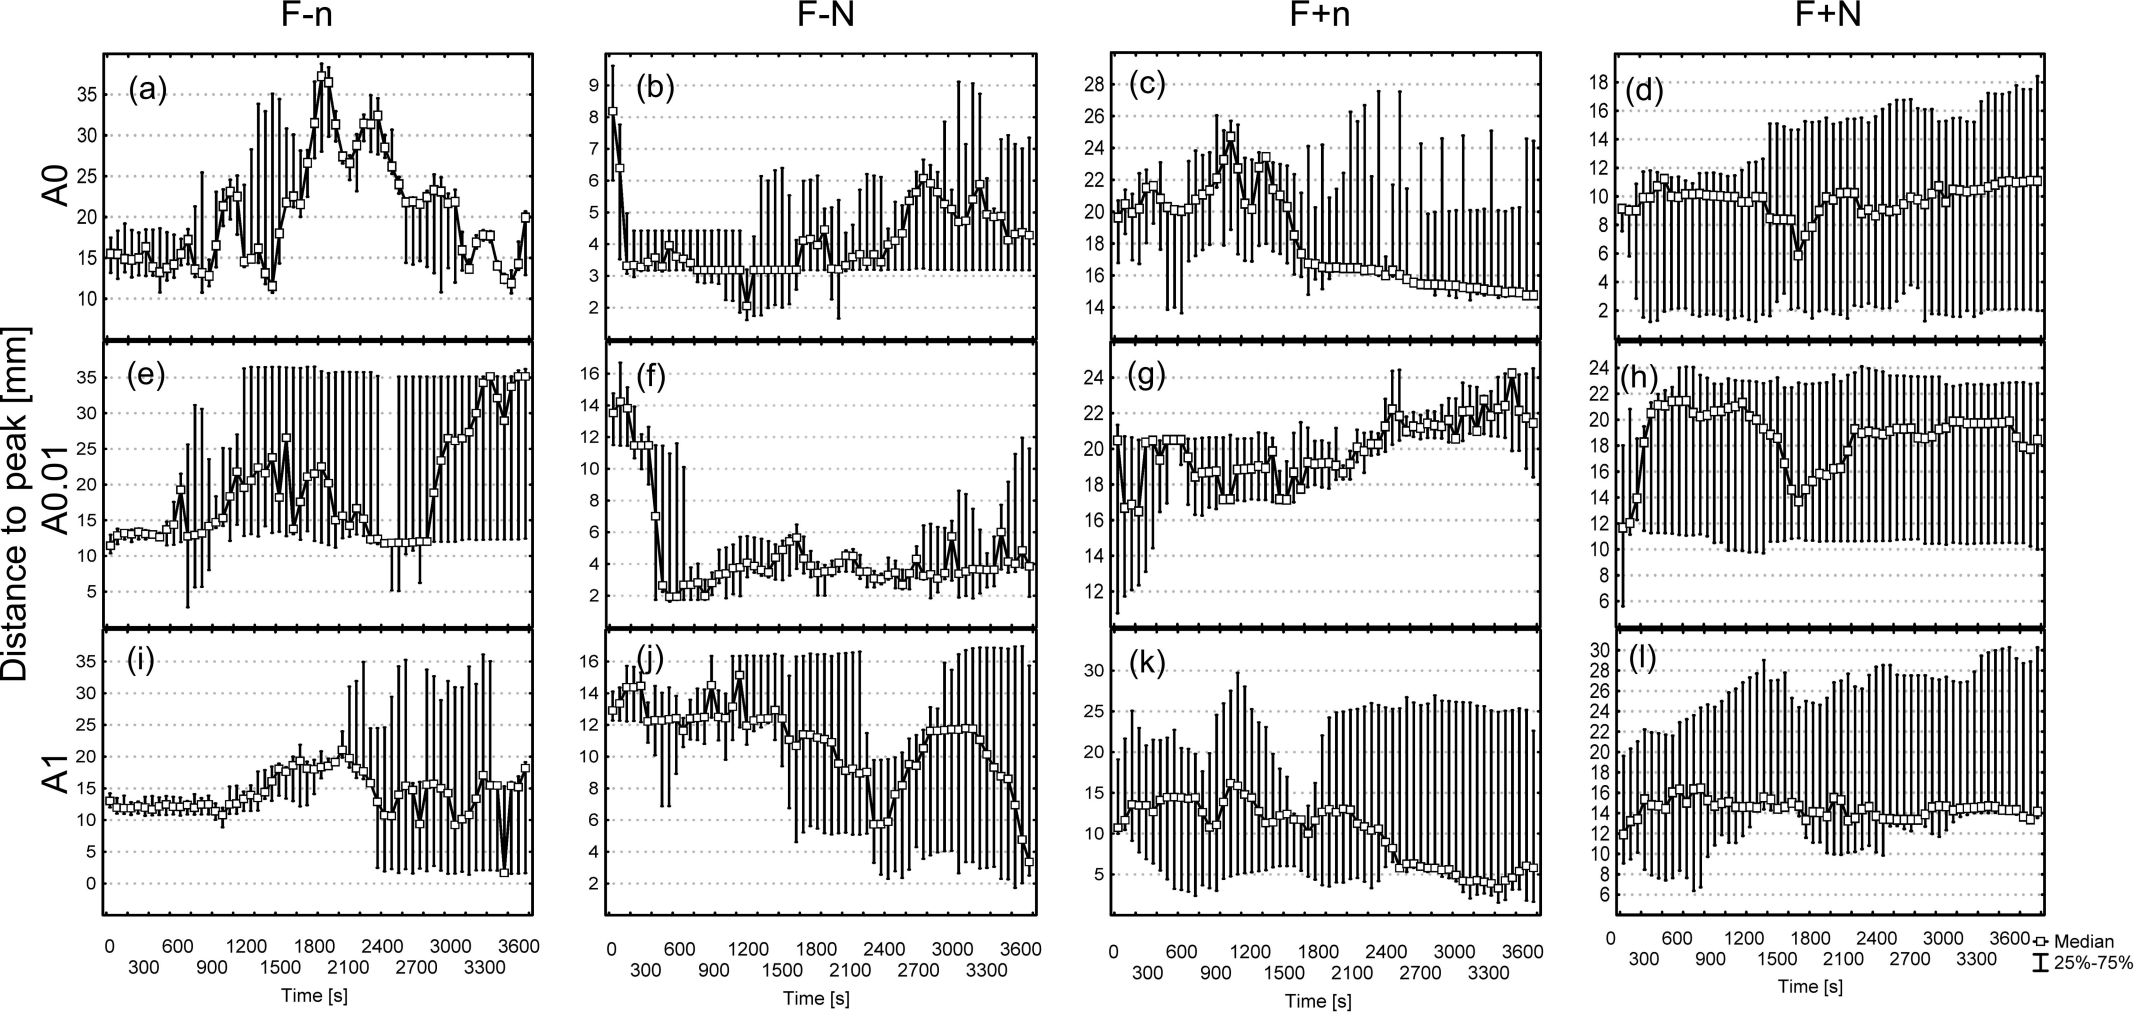 F-n F-N F+n F+N
Distance to peak [mm]
A0
(a) 35 30 25 20 15 10
(b) 9 8 7 6 5 4 3 2
(c) 28 26 24 22 20 18 16 14
(d) 18 16 14 12 10 8 6 4 2
A0.01
(e) 35 30 25 20 15 10 5
(f) 16 14 12 10 8 6 4 2
(g) 24 22 20 18 16 14 12
(h) 24 22 20 18 16 14 12 10 8 6
A1
(i) 35 30 25 20 15 10 5 0
(j) 16 14 12 10 8 6 4 2
(k) 30 25 20 15 10 5
(l) 30 28 26 24 22 20 18 16 14 12 10 8 6
0 600 1200 1800 2400 3000 3600
300 900 1500 2100 2700 3300
Time [s]
0 600 1200 1800 2400 3000 3600
300 900 1500 2100 2700 3300
Time [s]
0 600 1200 1800 2400 3000 3600
300 900 1500 2100 2700 3300
Time [s]
0 600 1200 1800 2400 3000 3600
300 900 1500 2100 2700 3300
Time [s]
Median
25%-75%